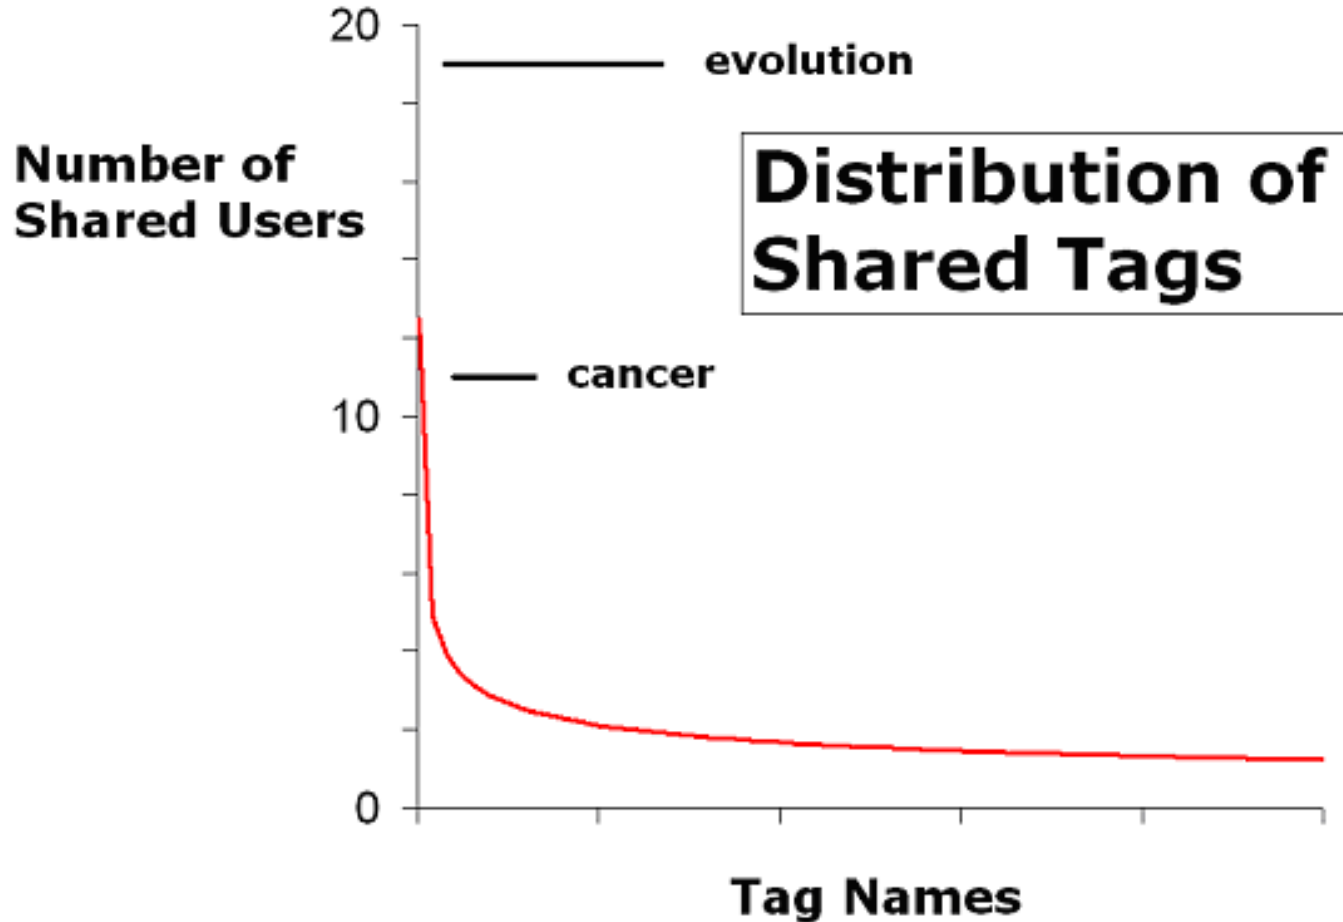 20
evolution
Number of
Shared Users
Distribution of
Shared Tags
cancer
10
0
Tag Names